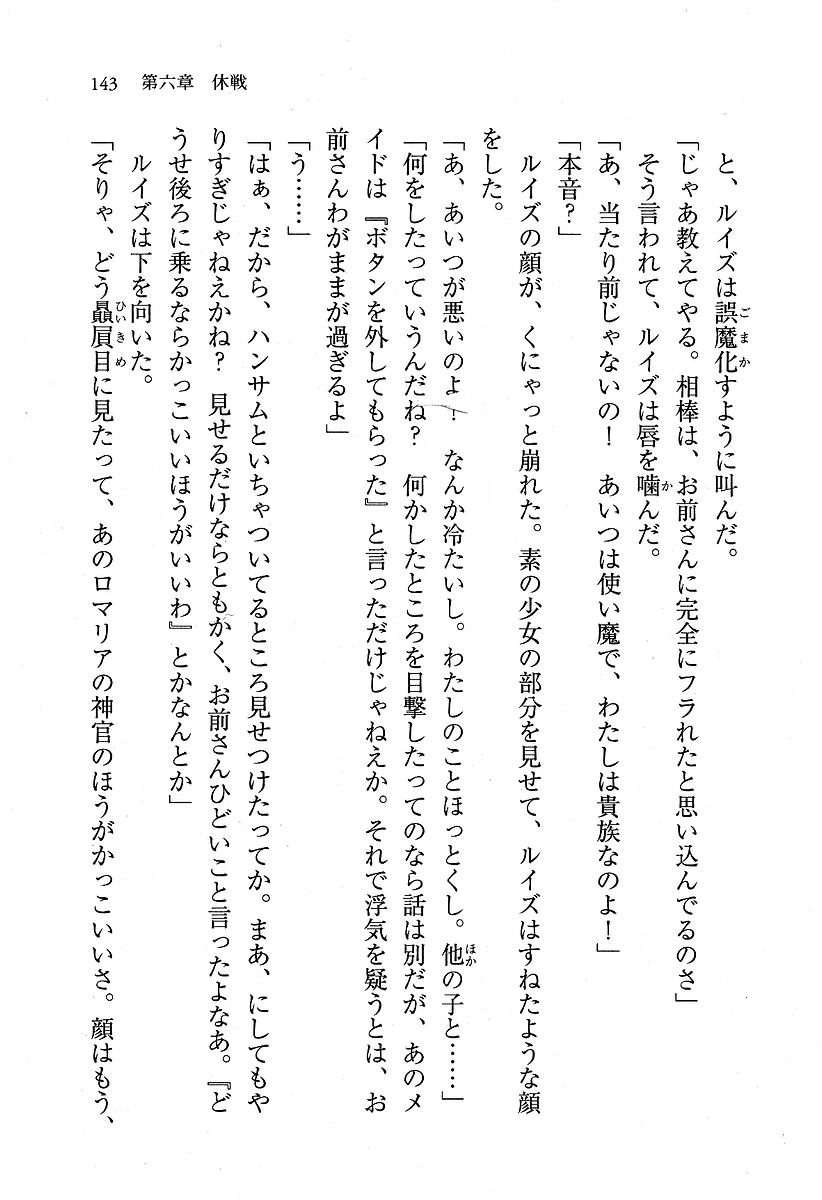 143　第六章　休戦
と、ルイズは誤魔化すように叫んだ。
「じゃあ教えてやる。相棒は、お前さんに完全にフラれたと思い込んでるのさ」
そう言われて、ルイズは唇を噛んだ。
「あ、当たり前じゃないの！　あいつは使い魔で、わたしは貴族なのよ！」
「本音？」
ルイズの顔が、くにゃっと崩れた。素の少女の部分を見せて、ルイズはすねたような顔
をした。
「あ、あいつが悪いのよ！　なんか冷たいし。わたしのことほっとくし。他の子と……」
「何をしたっていうんだね？　何かしたところを目撃したってのなら話は別だが、あのメ
イドは『ボタンを外してもらった』と言っただけじゃねえか。それで浮気を疑うとは、お
前さんわがままが過ぎるよ」
「う……」
「はぁ、だから、ハンサムといちゃついてるところ見せつけたってか。まあ、にしてもや
りすぎじゃねえかね？　見せるだけならともかく、お前さんひどいこと言ったよなあ。『ど
うせ後ろに乗るならかっこいいほうがいいわ』とかなんとか」
ルイズは下を向いた。
「そりゃ、どう贔屓目に見たって、あのロマリアの神官のほうがかっこいいさ。顔はもう、